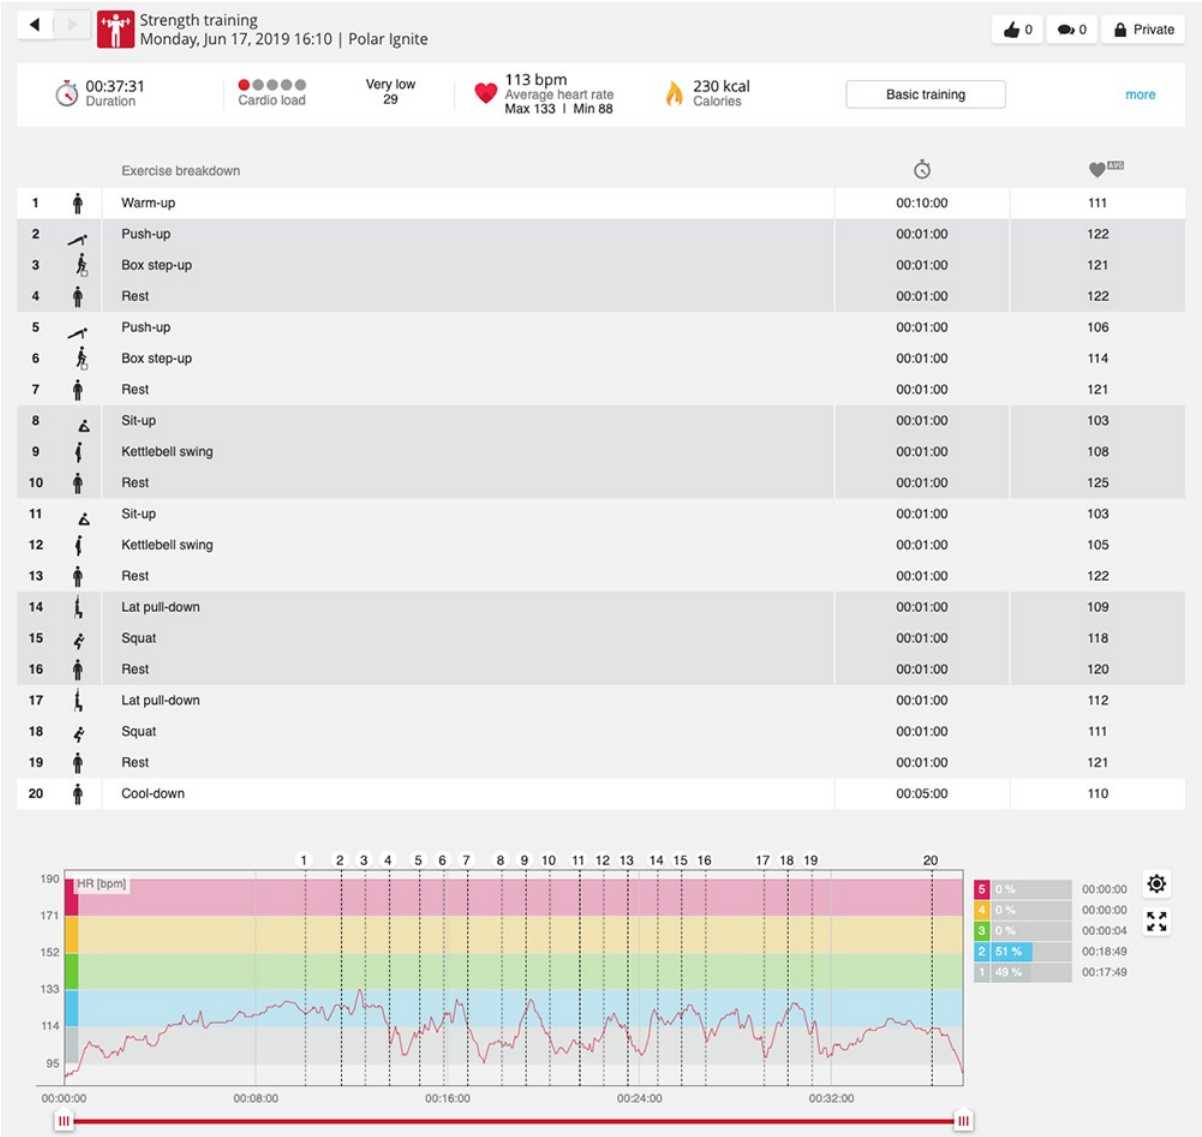 Strength training
Monday, Jun 17, 2019 16:10 | Polar Ignite
0
0
Private
00:37:31
Duration
Cardio load
Very low
29
113 bpm
Average heart rate
Max 133 | Min 88
230 kcal
Calories
Basic training
more
Exercise breakdown AVG
1 Warm-up 00:10:00 111
2 Push-up 00:01:00 122
3 Box step-up 00:01:00 121
4 Rest 00:01:00 122
5 Push-up 00:01:00 106
6 Box step-up 00:01:00 114
7 Rest 00:01:00 121
8 Sit-up 00:01:00 103
9 Kettlebell swing 00:01:00 108
10 Rest 00:01:00 125
11 Sit-up 00:01:00 103
12 Kettlebell swing 00:01:00 105
13 Rest 00:01:00 122
14 Lat pull-down 00:01:00 109
15 Squat 00:01:00 118
16 Rest 00:01:00 120
17 Lat pull-down 00:01:00 112
18 Squat 00:01:00 111
19 Rest 00:01:00 121
20 Cool-down 00:05:00 110
1 2 3 4 5 6 7 8 9 10 11 12 13 14 15 16 17 18 19 20
HR [bpm]
190
171
152
133
114
95
00:00:00 00:08:00 00:16:00 00:24:00 00:32:00
5 0 % 00:00:00
4 0 % 00:00:00
3 0 % 00:00:04
2 51 % 00:18:49
1 49 % 00:17:49